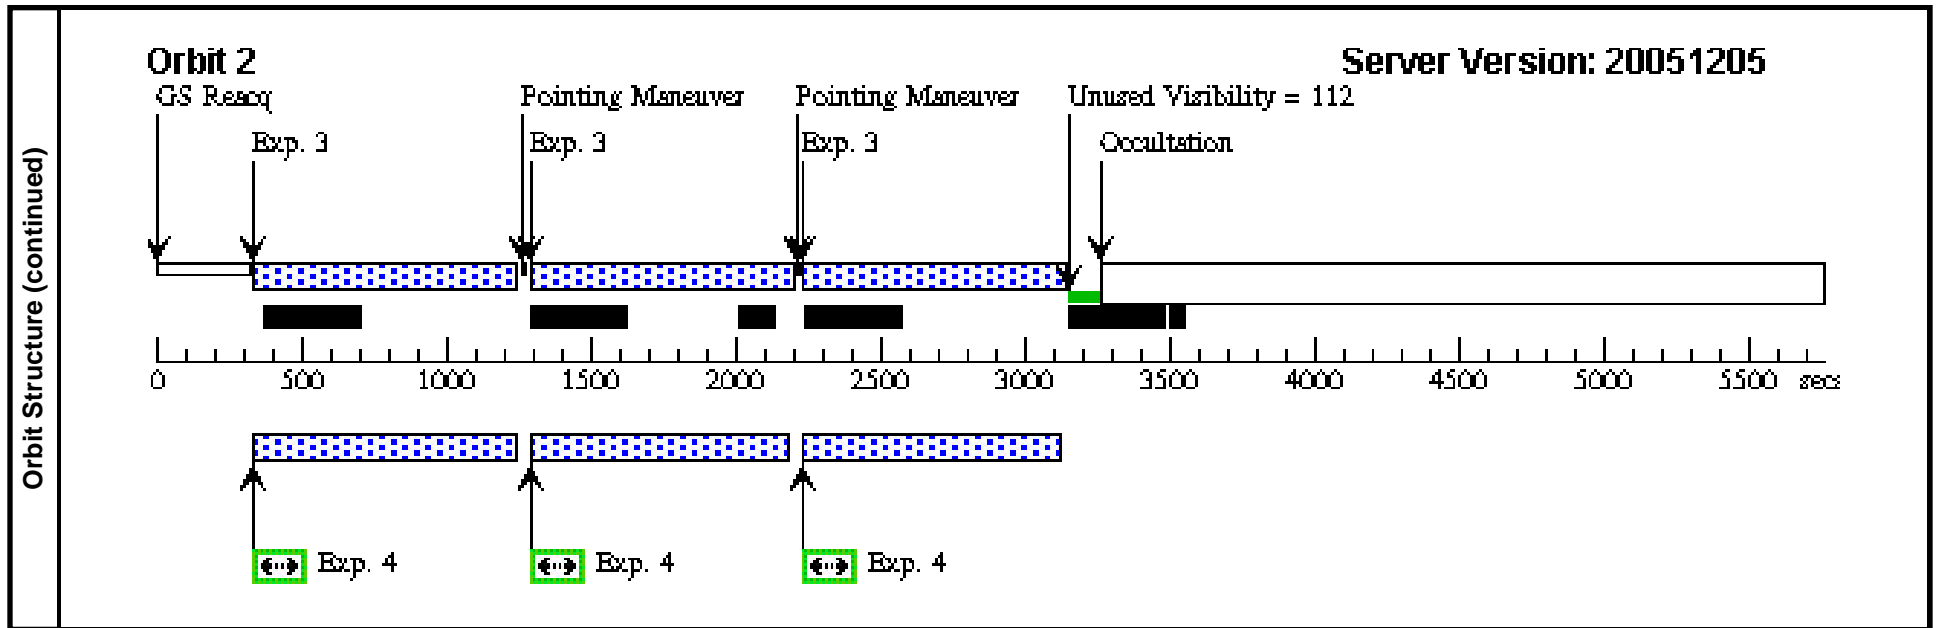 Orbit Structure (continued)
Orbit 2
Server Version: 20051205
GS Reacq
Pointing Maneuver
Pointing Maneuver
Unused Visibility = 112
Exp. 3
Exp. 3
Exp. 3
Occultation
0 500 1000 1500 2000 2500 3000 3500 4000 4500 5000 5500 secs
Exp. 4
Exp. 4
Exp. 4